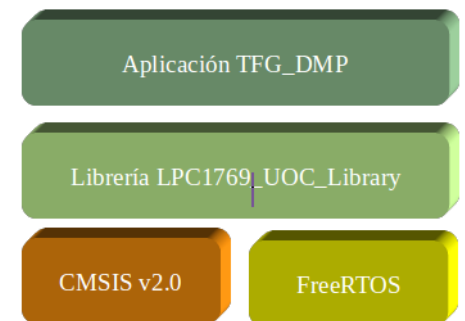 Aplicación TFG_DMP
Librería LPC1769_UOC_Library
CMSIS v2.0
FreeRTOS